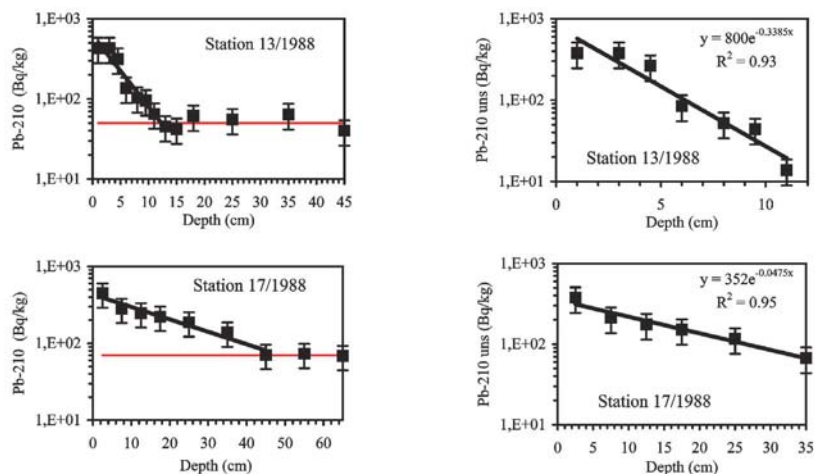 1,E+03
1,E+02
1,E+01
Pb-210 (Bq/kg)
Station 13/1988
0 5 10 15 20 25 30 35 40 45
Depth (cm)
1,E+03
1,E+02
1,E+01
Pb-210 uns (Bq/kg)
y = 800e^-0.3385x
R² = 0.93
Station 13/1988
0 5 10
Depth (cm)
1,E+03
1,E+02
1,E+01
Pb-210 (Bq/kg)
Station 17/1988
0 10 20 30 40 50 60
Depth (cm)
1,E+03
1,E+02
1,E+01
Pb-210 uns (Bq/kg)
y = 352e^-0.0475x
R² = 0.95
Station 17/1988
0 5 10 15 20 25 30 35
Depth (cm)